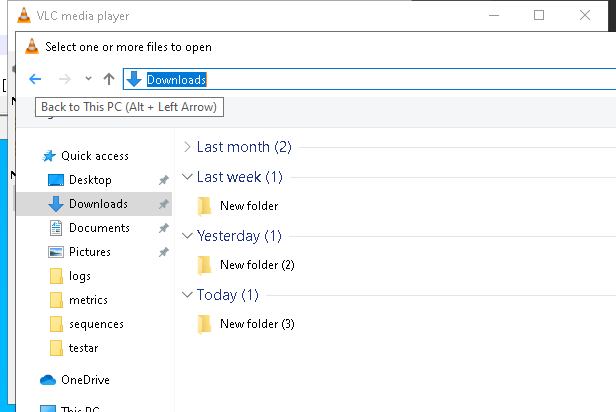 VLC media player
Select one or more files to open
Downloads
Back to This PC (Alt + Left Arrow)
Quick access
Desktop
Downloads
Documents
Pictures
logs
metrics
sequences
testar
OneDrive
This PC
Last month (2)
Last week (1)
New folder
Yesterday (1)
New folder (2)
Today (1)
New folder (3)